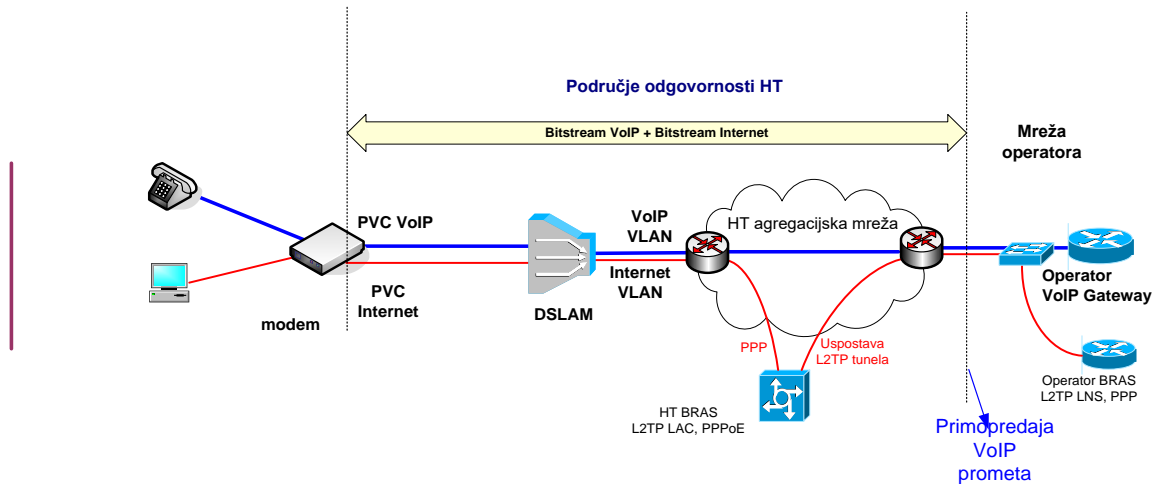 Područje odgovornosti HT
Bitstream VoIP + Bitstream Internet
Mreža
operatora
PVC VoIP
VoIP
VLAN
HT agregacijska mreža
PVC
Internet
Internet
VLAN
Operator
VoIP Gateway
modem
DSLAM
PPP
Uspostava
L2TP tunela
HT BRAS
L2TP LAC, PPPoE
Operator BRAS
L2TP LNS, PPP
Primopredaja
VoIP
prometa